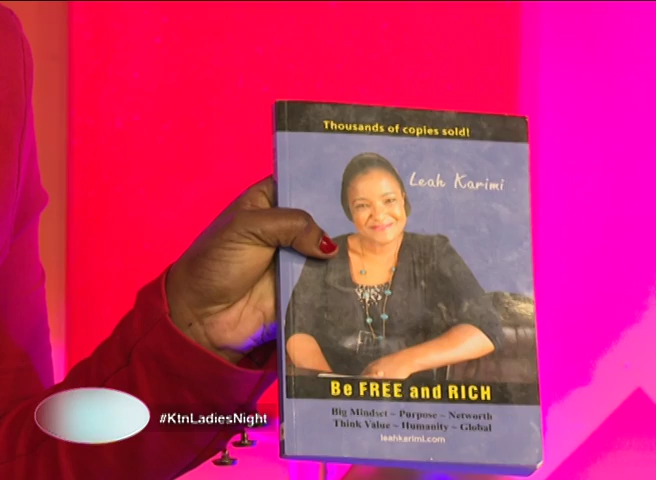 Thousands of copies sold!
Leah Karimi
Be FREE and RICH
Big Mindset ~ Purpose ~ Networth
Think Value ~ Humanity ~ Global
leahkarimi.com
#KtnLadiesNight